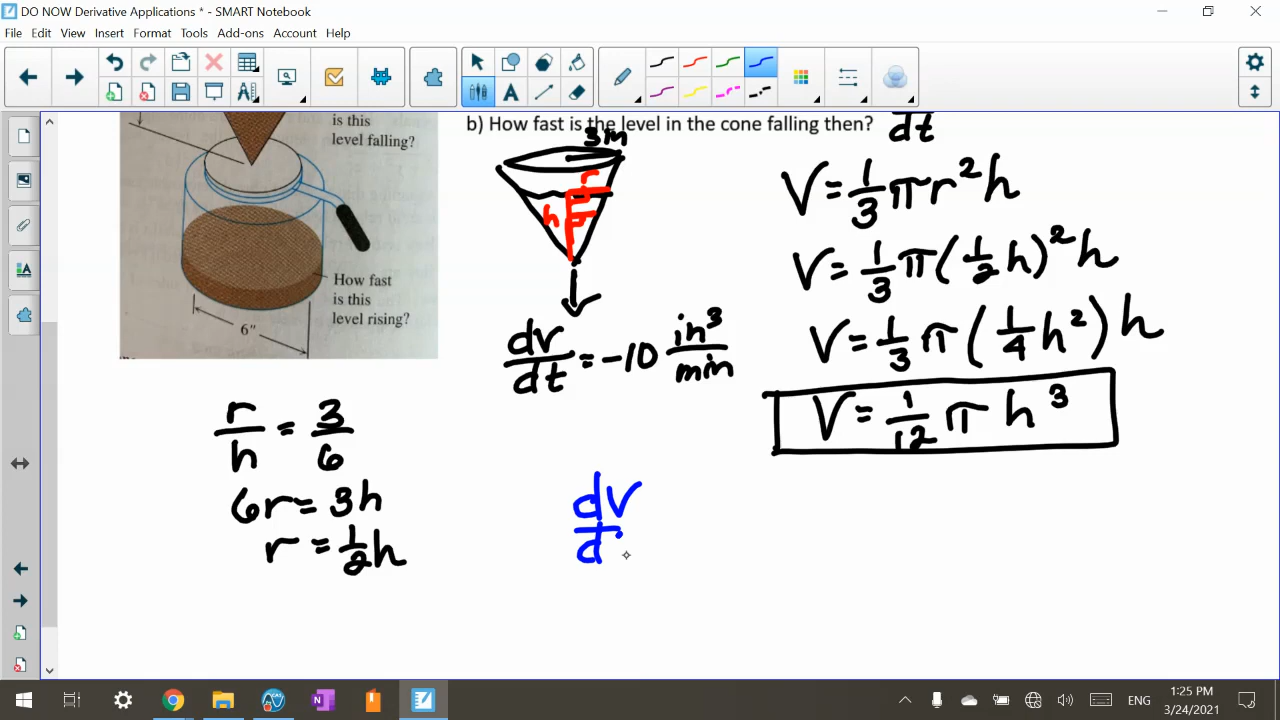 DO NOW Derivative Applications * - SMART Notebook
File Edit View Insert Format Tools Add-ons Account Help
is this
level falling?
How fast
is this
level rising?
6"
b) How fast is the level in the cone falling then?
3in
r
h
dv/dt = -10 in³/min
dt
V = 1/3 πr²h
V = 1/3 π(1/2 h)²h
V = 1/3 π(1/4 h²)h
V = 1/12 π h³
r/h = 3/6
6r = 3h
r = 1/2 h
dV
d
ENG
1:25 PM
3/24/2021